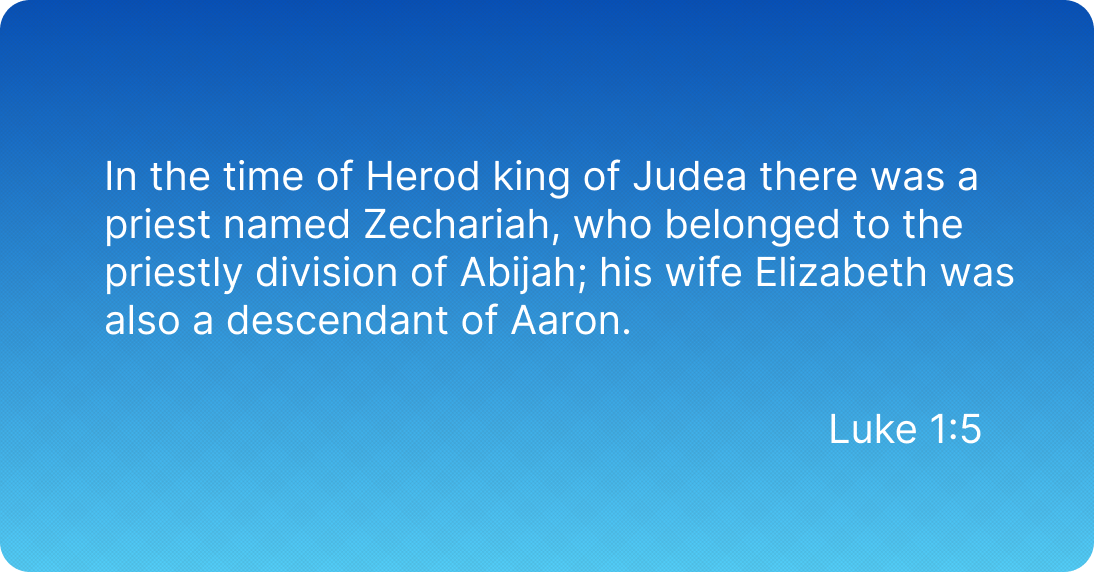 In the time of Herod king of Judea there was a
priest named Zechariah, who belonged to the
priestly division of Abijah; his wife Elizabeth was
also a descendant of Aaron.
Luke 1:5